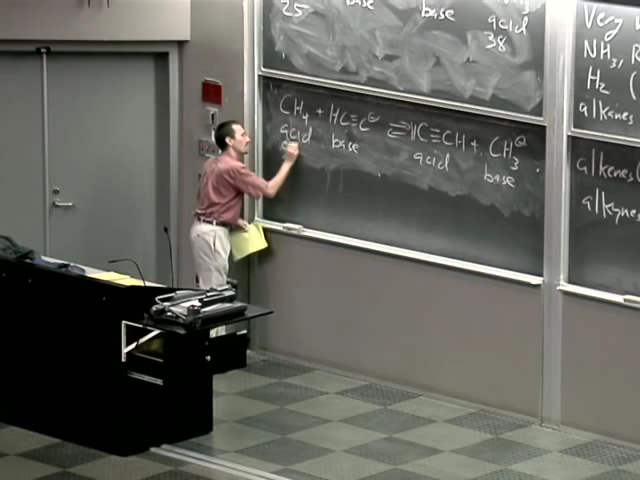 25 base base acid
38
CH₄ + HC≡C⊖ ⇌ HC≡CH + CH₃⊖
acid base acid base
Very
NH₃, R
H₂ (
alkanes
alkenes(
alkynes